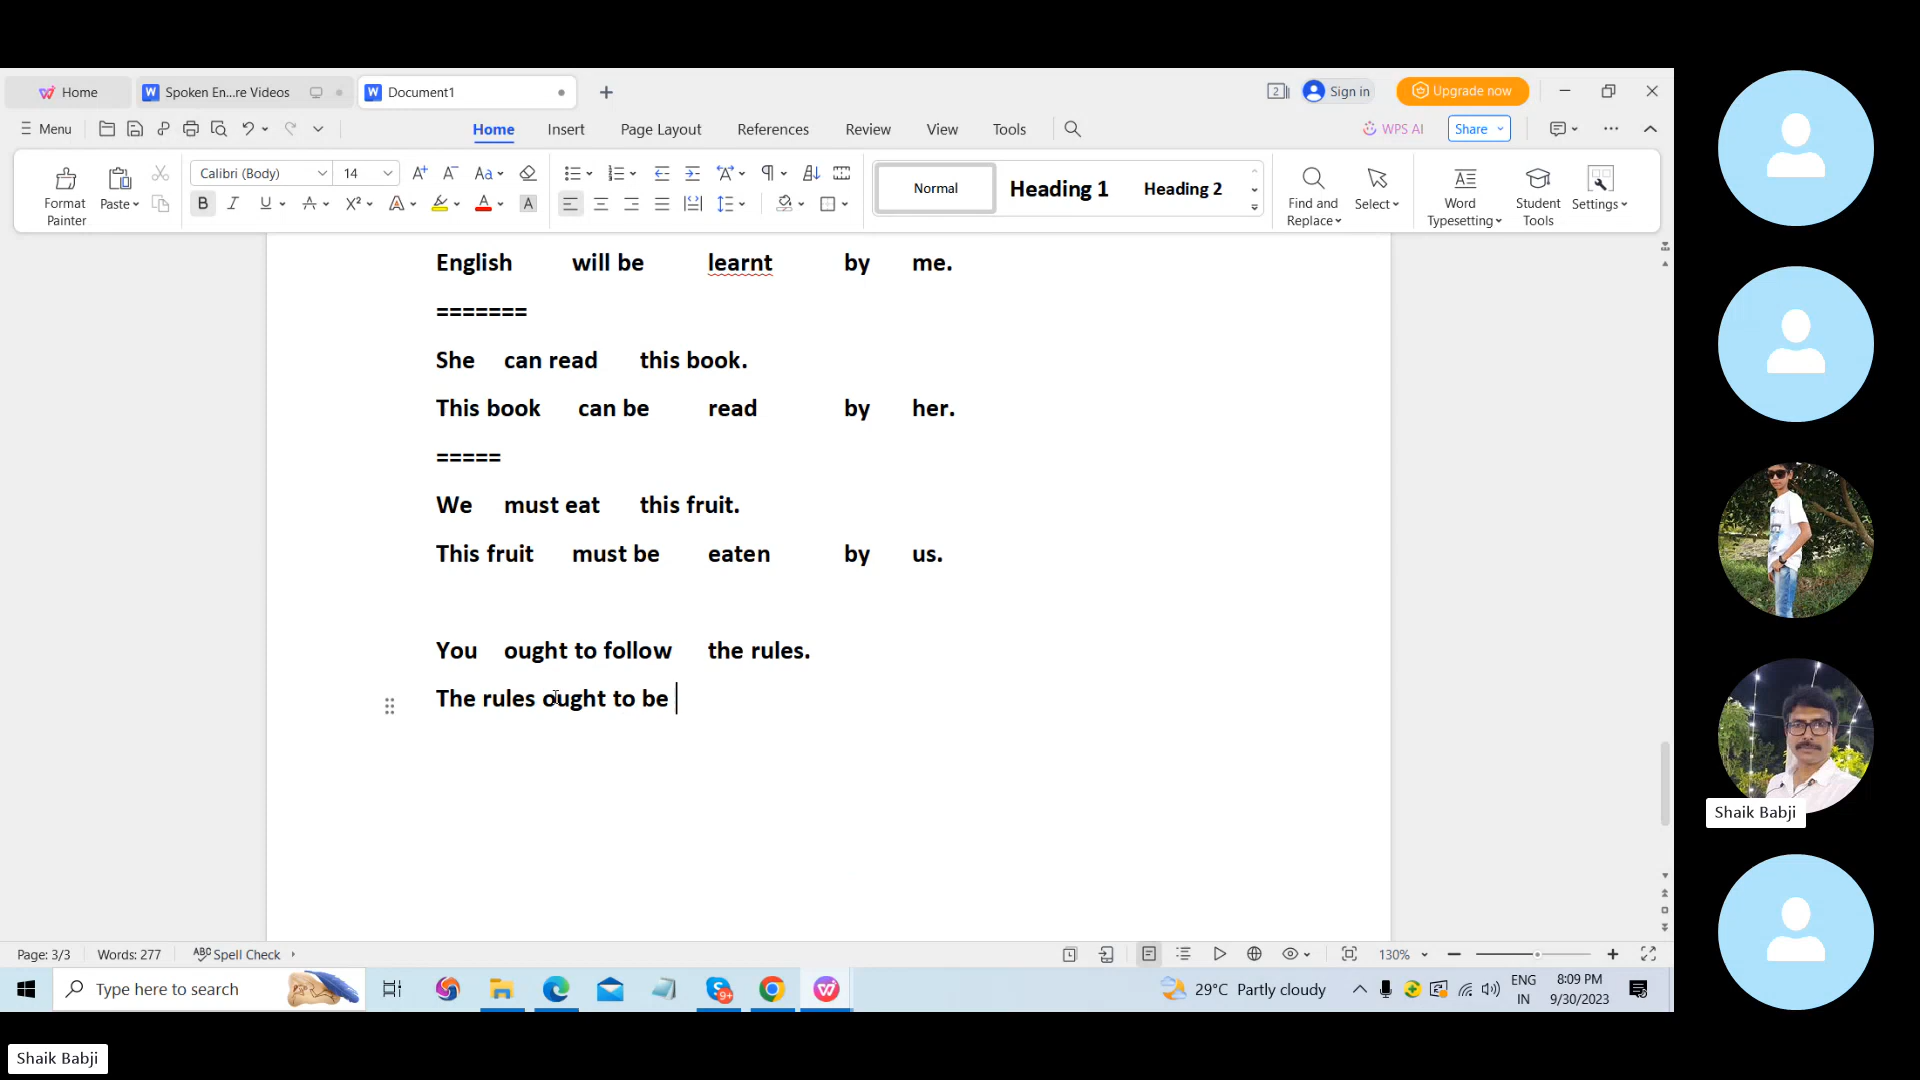 Home Spoken En...re Videos Document1 + 2 Sign in Upgrade now
Menu Home Insert Page Layout References Review View Tools WPS AI Share
Format Painter Paste Calibri (Body) 14 A+ A- Aa Normal Heading 1 Heading 2 Find and Replace Select Word Typesetting Student Tools Settings
B I U A X² A A A
English will be learnt by me.
=======
She can read this book.
This book can be read by her.
=====
We must eat this fruit.
This fruit must be eaten by us.
You ought to follow the rules.
The rules ought to be
Page: 3/3 Words: 277 Spell Check 130%
Type here to search 9+ 29°C Partly cloudy ENG IN 8:09 PM 9/30/2023
Shaik Babji
Shaik Babji